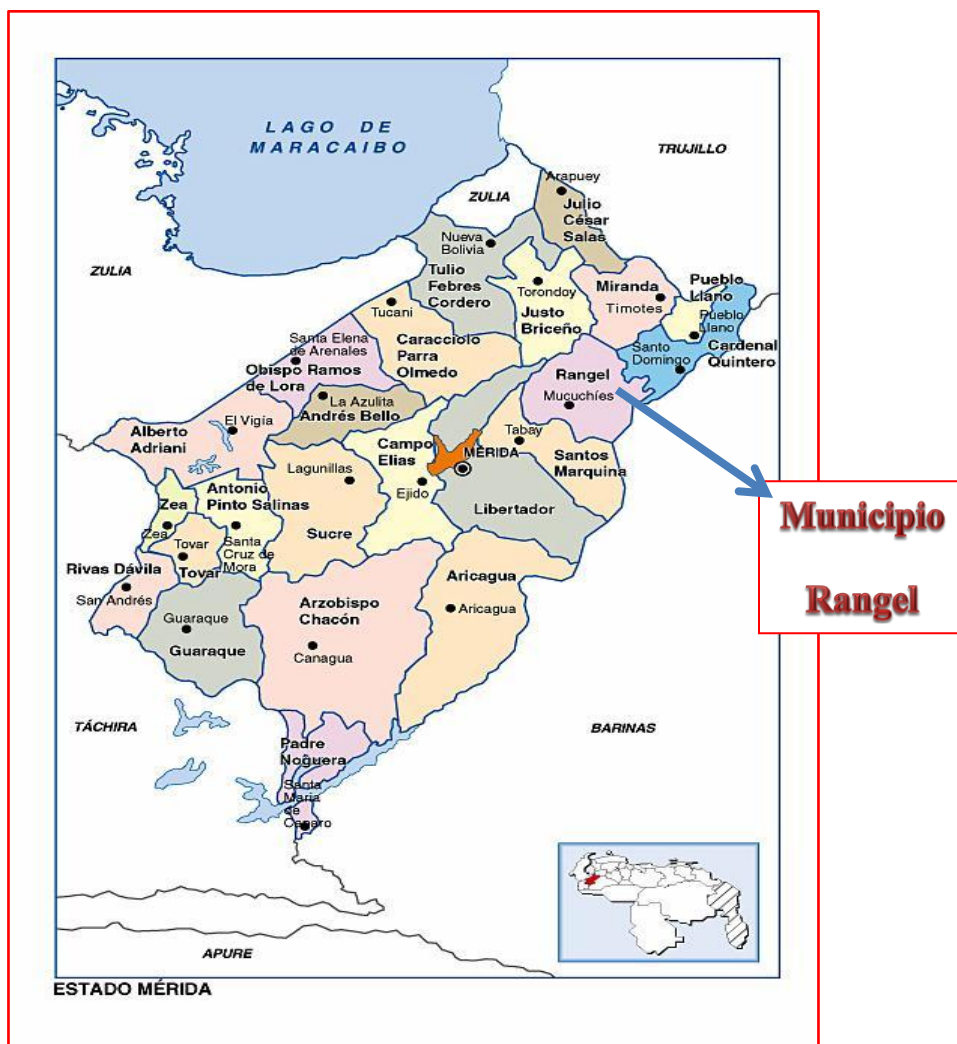 LAGO DE
MARACAIBO
TRUJILLO
ZULIA
Arapuey
Julio
César
Salas
Nueva
Bolivia
Tulio
Febres
Cordero
ZULIA
Torondoy
Justo
Briceño
Miranda
Timotes
Pueblo
Llano
Pueblo
Llano
Cardenal
Quintero
Santo
Domingo
Tucani
Caracciolo
Parra
Olmedo
Santa Elena
de Arenales
Obispo Ramos
de Lora
La Azulita
Andrés Bello
Rangel
Mucuchíes
El Vigía
Alberto
Adriani
Campo
Elias
Ejido
MÉRIDA
Tabay
Santos
Marquina
Libertador
Lagunillas
Sucre
Antonio
Pinto Salinas
Santa
Cruz de
Mora
Zea
Zea
Tovar
Tovar
Rivas Dávila
San Andrés
Guaraque
Guaraque
Arzobispo
Chacón
Canagua
Aricagua
Aricagua
Municipio
Rangel
TÁCHIRA
BARINAS
Padre
Noguera
Santa
Maria
de
Caparo
APURE
ESTADO MÉRIDA